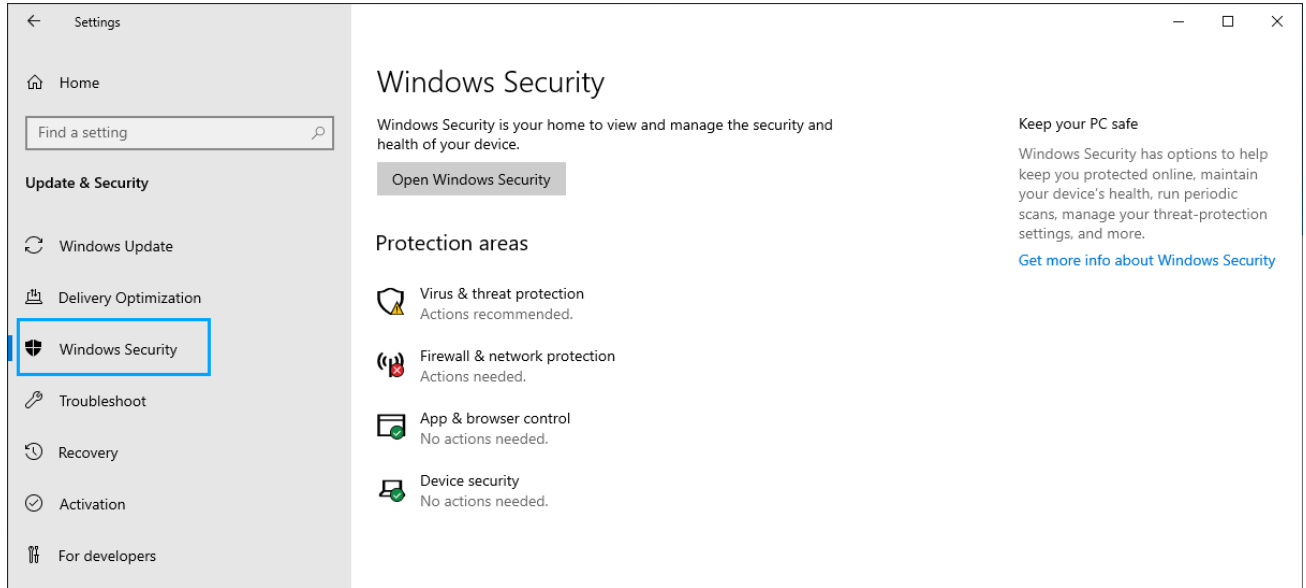 Settings
Home
Find a setting
Update & Security
Windows Update
Delivery Optimization
Windows Security
Troubleshoot
Recovery
Activation
For developers
Windows Security
Windows Security is your home to view and manage the security and
health of your device.
Open Windows Security
Protection areas
Virus & threat protection
Actions recommended.
Firewall & network protection
Actions needed.
App & browser control
No actions needed.
Device security
No actions needed.
Keep your PC safe
Windows Security has options to help
keep you protected online, maintain
your device's health, run periodic
scans, manage your threat-protection
settings, and more.
Get more info about Windows Security